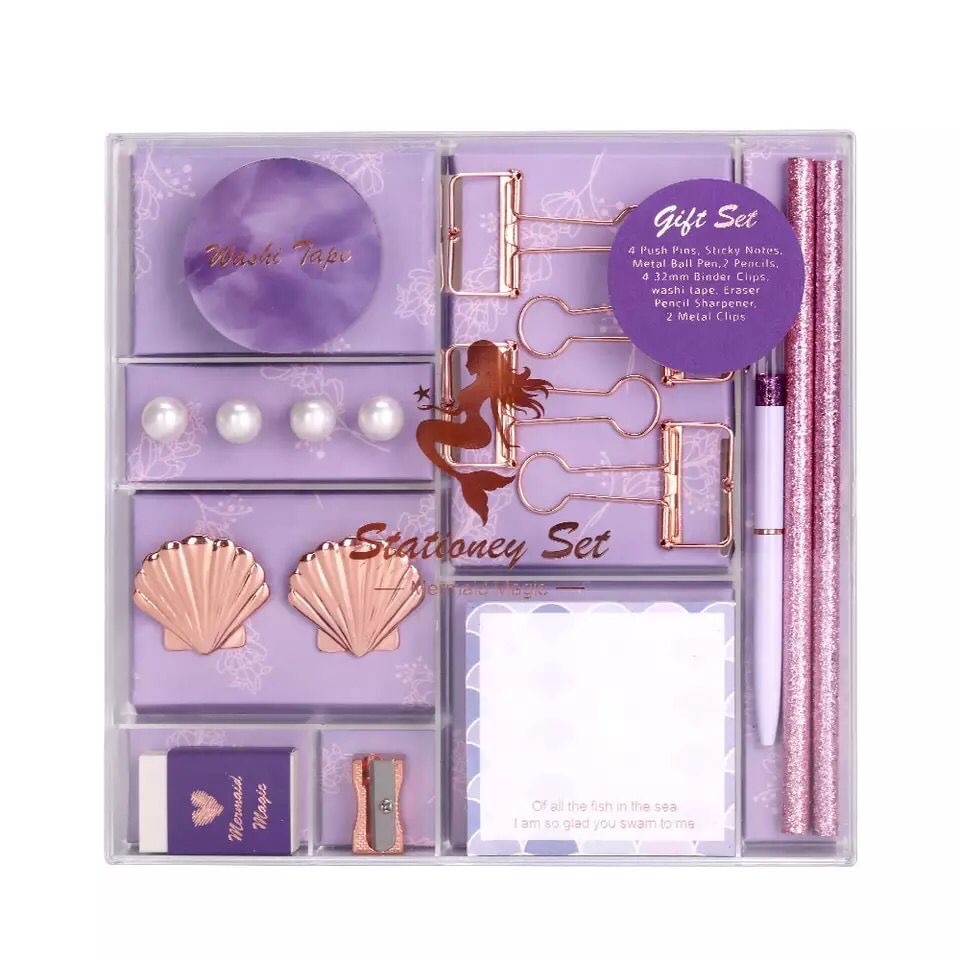 Washi Tape
Gift Set
4 Push Pins, Sticky Notes,
Metal Ball Pen,2 Pencils,
4 32mm Binder Clips,
washi tape, Eraser
Pencil Sharpener,
2 Metal Clips
Stationey Set
Mermaid Magic
Mermaid
Magic
Of all the fish in the sea
I am so glad you swam to me